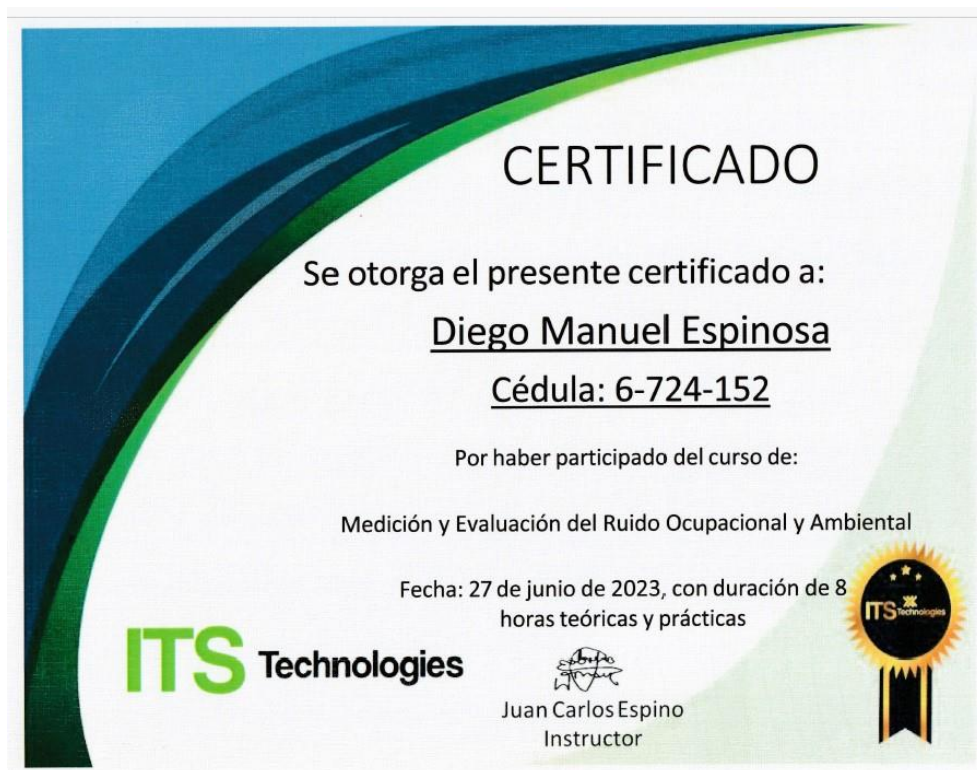 CERTIFICADO
Se otorga el presente certificado a:
Diego Manuel Espinosa
Cédula: 6-724-152
Por haber participado del curso de:
Medición y Evaluación del Ruido Ocupacional y Ambiental
Fecha: 27 de junio de 2023, con duración de 8
horas teóricas y prácticas
ITS Technologies
Juan Carlos Espino
Instructor
ITS Technologies